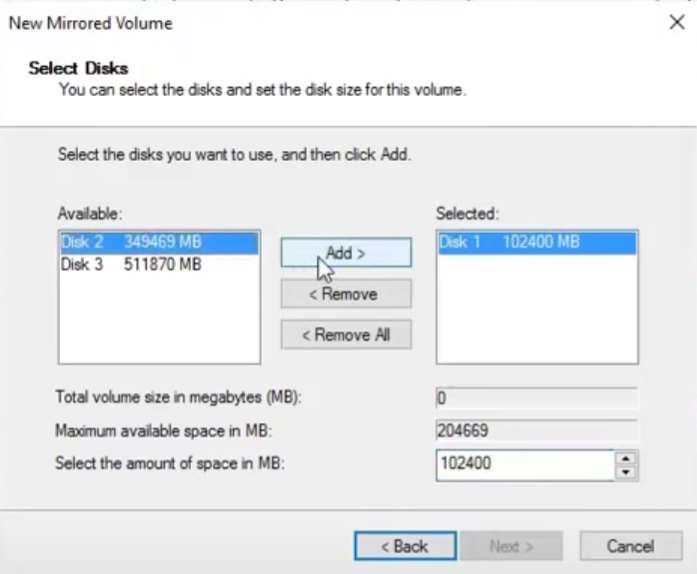 New Mirrored Volume
Select Disks
You can select the disks and set the disk size for this volume.
Select the disks you want to use, and then click Add.
Available:
Selected:
Disk 2 349469 MB
Disk 3 511870 MB
Add >
< Remove
< Remove All
Disk 1 102400 MB
Total volume size in megabytes (MB):
0
Maximum available space in MB:
204669
Select the amount of space in MB:
102400
< Back
Next >
Cancel